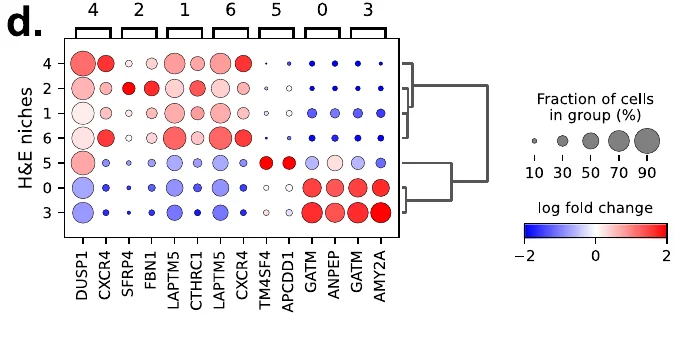 d.
4 2 1 6 5 0 3
H&E niches
4
2
1
6
5
0
3
DUSP1
CXCR4
SFRP4
FBN1
LAPTM5
CTHRC1
LAPTM5
CXCR4
TM4SF4
APCDD1
GATM
ANPEP
GATM
AMY2A
Fraction of cells
in group (%)
10 30 50 70 90
log fold change
−2 0 2